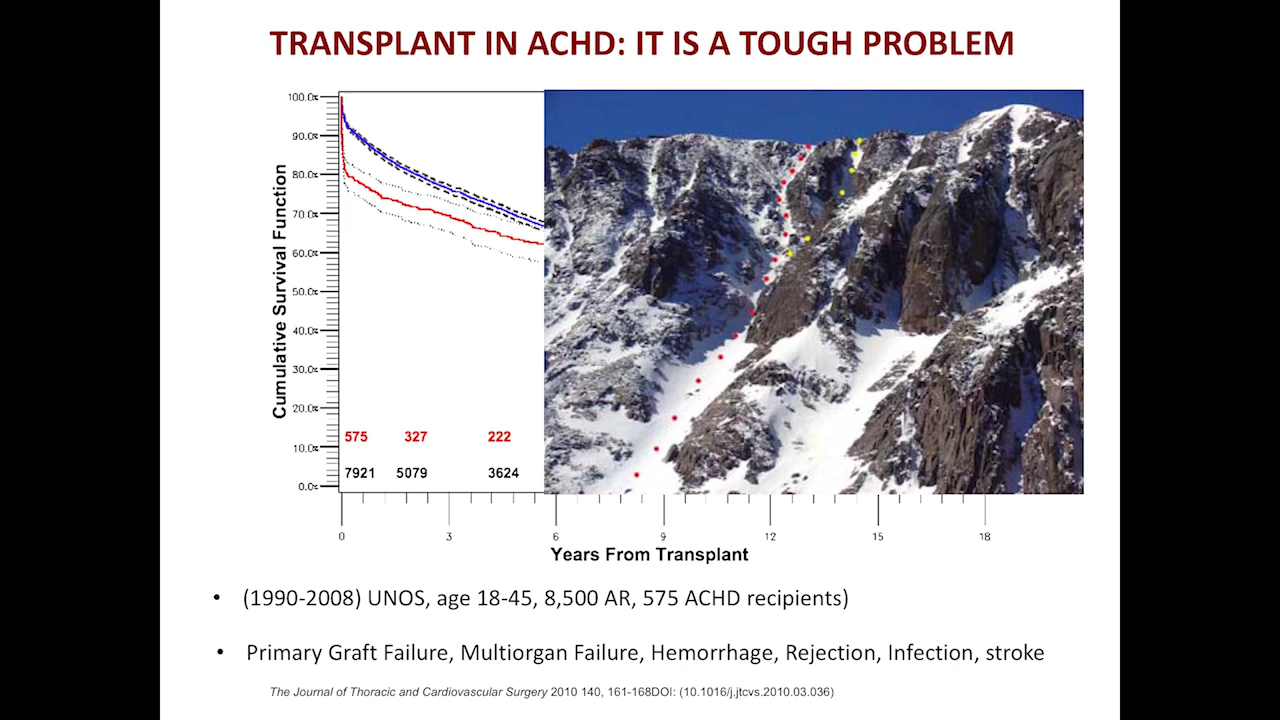 TRANSPLANT IN ACHD: IT IS A TOUGH PROBLEM
100.0%
90.0%
80.0%
70.0%
60.0%
50.0%
40.0%
30.0%
20.0%
10.0%
0.0%
Cumulative Survival Function
575 327 222
7921 5079 3624
0 3 6 9 12 15 18
Years From Transplant
• (1990-2008) UNOS, age 18-45, 8,500 AR, 575 ACHD recipients)
• Primary Graft Failure, Multiorgan Failure, Hemorrhage, Rejection, Infection, stroke
The Journal of Thoracic and Cardiovascular Surgery 2010 140, 161-168DOI: (10.1016/j.jtcvs.2010.03.036)